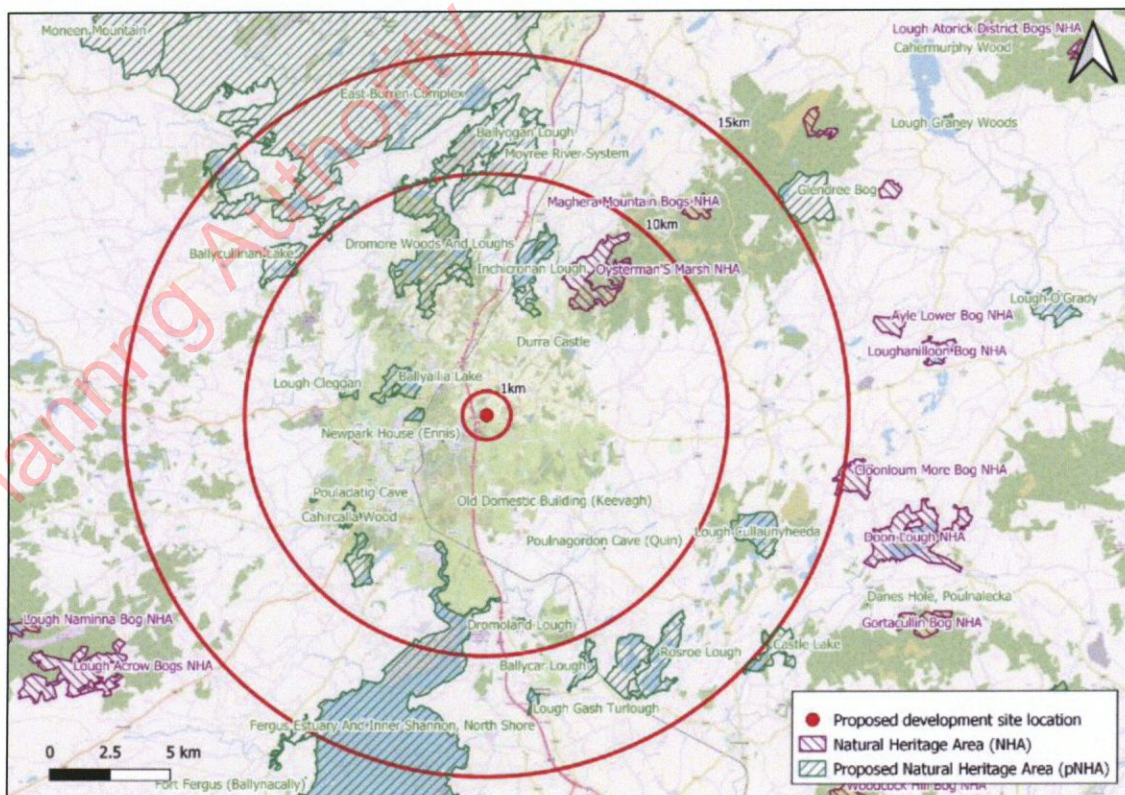 Moneen Mountain
Lough Atorick District Bogs NHA
Cahermurphy Wood
East Burren Complex
15km
Lough Graney Woods
Ballyogan Lough
Moyree River System
Glendree Bog
Maghera Mountain Bogs NHA
10km
Dromore Woods And Loughs
Ballycullinan Lake
Inchicronan Lough
Oysterman'S Marsh NHA
Lough O'Grady
Ayle Lower Bog NHA
Loughanilloon Bog NHA
Durra Castle
Ballyallia Lake
Lough Cleggan
1km
Newpark House (Ennis)
Cloonloum More Bog NHA
Pouladatig Cave
Old Domestic Building (Keevagh)
Cahircalla Wood
Lough Cullaunyheeda
Poulnagordon Cave (Quin)
Doon Lough NHA
Danes Hole, Poulnalecka
Lough Naminna Bog NHA
Dromoland Lough
Gortacullin Bog NHA
Castle Lake
Rosroe Lough
Lough Acrow Bogs NHA
Ballycar Lough
Lough Gash Turlough
Fergus Estuary And Inner Shannon, North Shore
0 2.5 5 km
Fort Fergus (Ballynacally)
Proposed development site location
Natural Heritage Area (NHA)
Proposed Natural Heritage Area (pNHA)
Woodcock Hill Bog NHA
Planning Authority